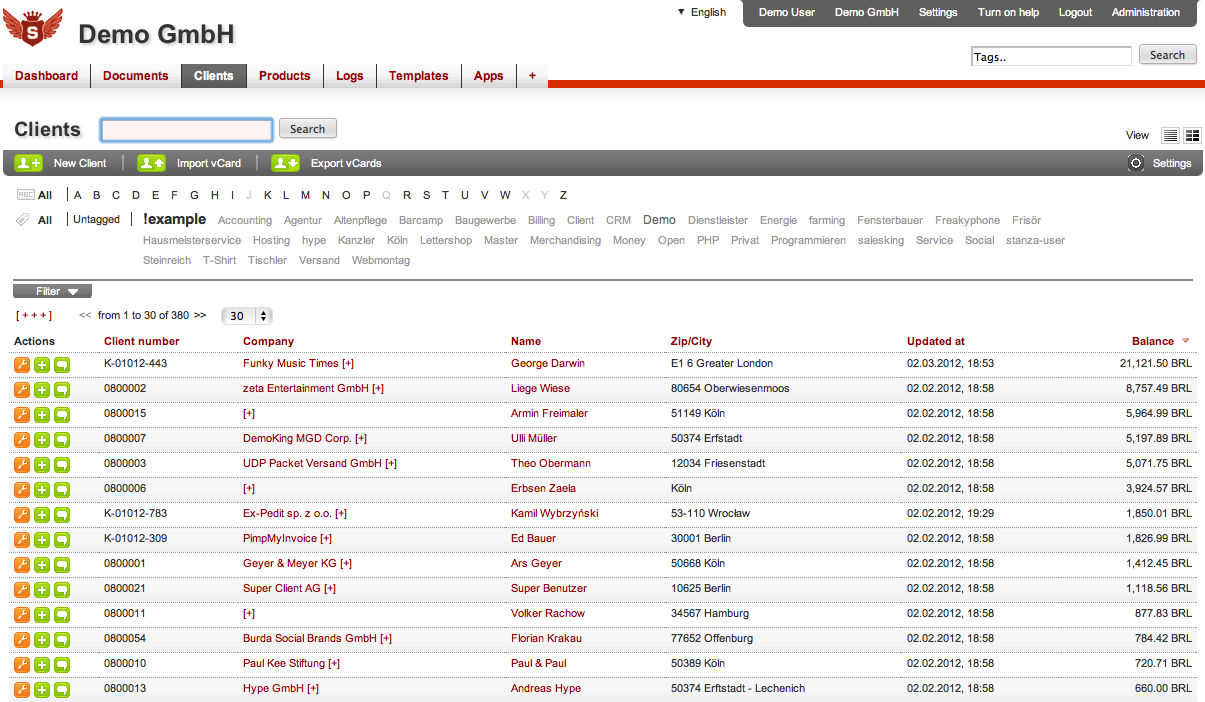 ▼ English Demo User Demo GmbH Settings Turn on help Logout Administration
S Demo GmbH
Tags.. Search
Dashboard Documents Clients Products Logs Templates Apps +
Clients Search
View
New Client Import vCard Export vCards Settings
ABC All A B C D E F G H I J K L M N O P Q R S T U V W X Y Z
All Untagged !example Accounting Agentur Altenpflege Barcamp Baugewerbe Billing Client CRM Demo Dienstleister Energie farming Fensterbauer Freakyphone Frisör
Hausmeisterservice Hosting hype Kanzler Köln Lettershop Master Merchandising Money Open PHP Privat Programmieren salesking Service Social stanza-user
Steinreich T-Shirt Tischler Versand Webmontag
Filter
[ + + + ] << from 1 to 30 of 380 >> 30
Actions Client number Company Name Zip/City Updated at Balance
K-01012-443 Funky Music Times [+] George Darwin E1 6 Greater London 02.03.2012, 18:53 21,121.50 BRL
0800002 zeta Entertainment GmbH [+] Liege Wiese 80654 Oberwiesenmoos 02.02.2012, 18:58 8,757.49 BRL
0800015 [+] Armin Freimaler 51149 Köln 02.02.2012, 18:58 5,964.99 BRL
0800007 DemoKing MGD Corp. [+] Ulli Müller 50374 Erfstadt 02.02.2012, 18:58 5,197.89 BRL
0800003 UDP Packet Versand GmbH [+] Theo Obermann 12034 Friesenstadt 02.02.2012, 18:58 5,071.75 BRL
0800006 [+] Erbsen Zaela Köln 02.02.2012, 18:58 3,924.57 BRL
K-01012-783 Ex-Pedit sp. z o.o. [+] Kamil Wybrzyński 53-110 Wrocław 02.02.2012, 19:29 1,850.01 BRL
K-01012-309 PimpMyInvoice [+] Ed Bauer 30001 Berlin 02.02.2012, 18:58 1,826.99 BRL
0800001 Geyer & Meyer KG [+] Ars Geyer 50668 Köln 02.02.2012, 18:58 1,412.45 BRL
0800021 Super Client AG [+] Super Benutzer 10625 Berlin 02.02.2012, 18:58 1,118.56 BRL
0800011 [+] Volker Rachow 34567 Hamburg 02.02.2012, 18:58 877.83 BRL
0800054 Burda Social Brands GmbH [+] Florian Krakau 77652 Offenburg 02.02.2012, 18:58 784.42 BRL
0800010 Paul Kee Stiftung [+] Paul & Paul 50389 Köln 02.02.2012, 18:58 720.71 BRL
0800013 Hype GmbH [+] Andreas Hype 50374 Erftstadt - Lechenich 02.02.2012, 18:58 660.00 BRL